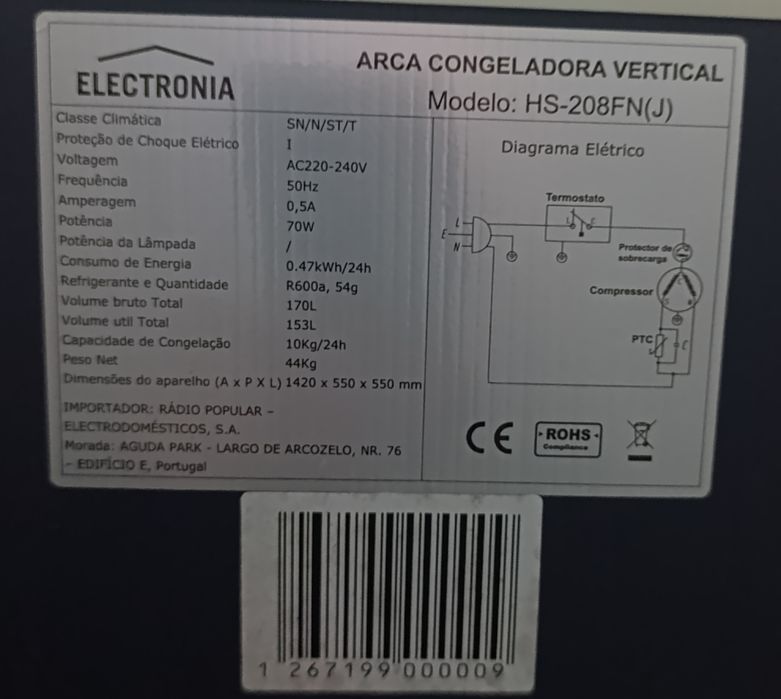 ELECTRONIA
ARCA CONGELADORA VERTICAL
Modelo: HS-208FN(J)
Classe Climática SN/N/ST/T
Proteção de Choque Elétrico I
Voltagem AC220-240V
Frequência 50Hz
Amperagem 0,5A
Potência 70W
Potência da Lâmpada /
Consumo de Energia 0.47kWh/24h
Refrigerante e Quantidade R600a, 54g
Volume bruto Total 170L
Volume util Total 153L
Capacidade de Congelação 10Kg/24h
Peso Net 44Kg
Dimensões do aparelho (A x P X L) 1420 x 550 x 550 mm
IMPORTADOR: RÁDIO POPULAR –
ELECTRODOMÉSTICOS, S.A.
Morada: AGUDA PARK - LARGO DE ARCOZELO, NR. 76
- EDIFÍCIO E, Portugal
Diagrama Elétrico
Termostato
L C
L
E
N
Protector de
sobrecarga
Compressor
C
S R
PTC
C
CE
ROHS
Compliance
1 267199 000009